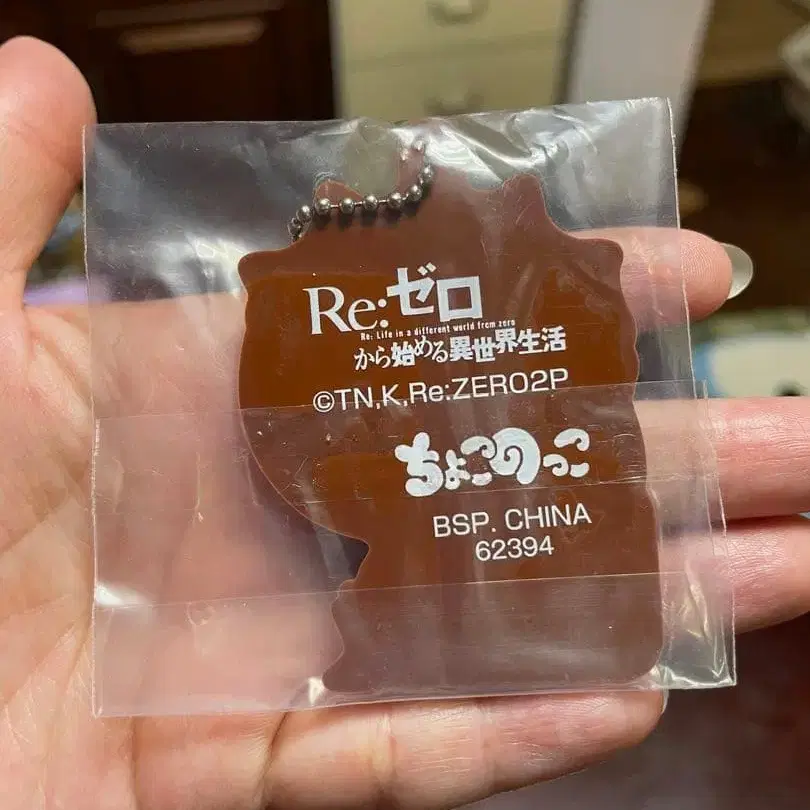 Re:ゼロ
Re: Life in a different world from zero
から始める異世界生活
©TN,K,Re:ZERO2P
ちょこのっこ
BSP. CHINA
62394